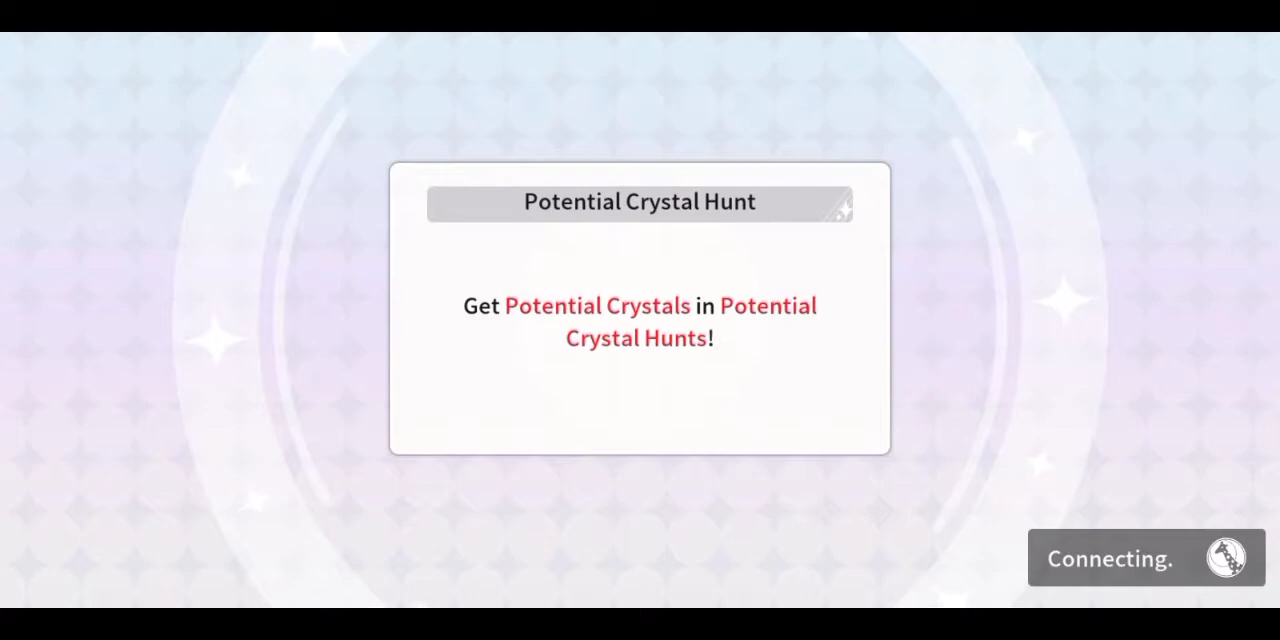 Potential Crystal Hunt
Get Potential Crystals in Potential
Crystal Hunts!
Connecting.